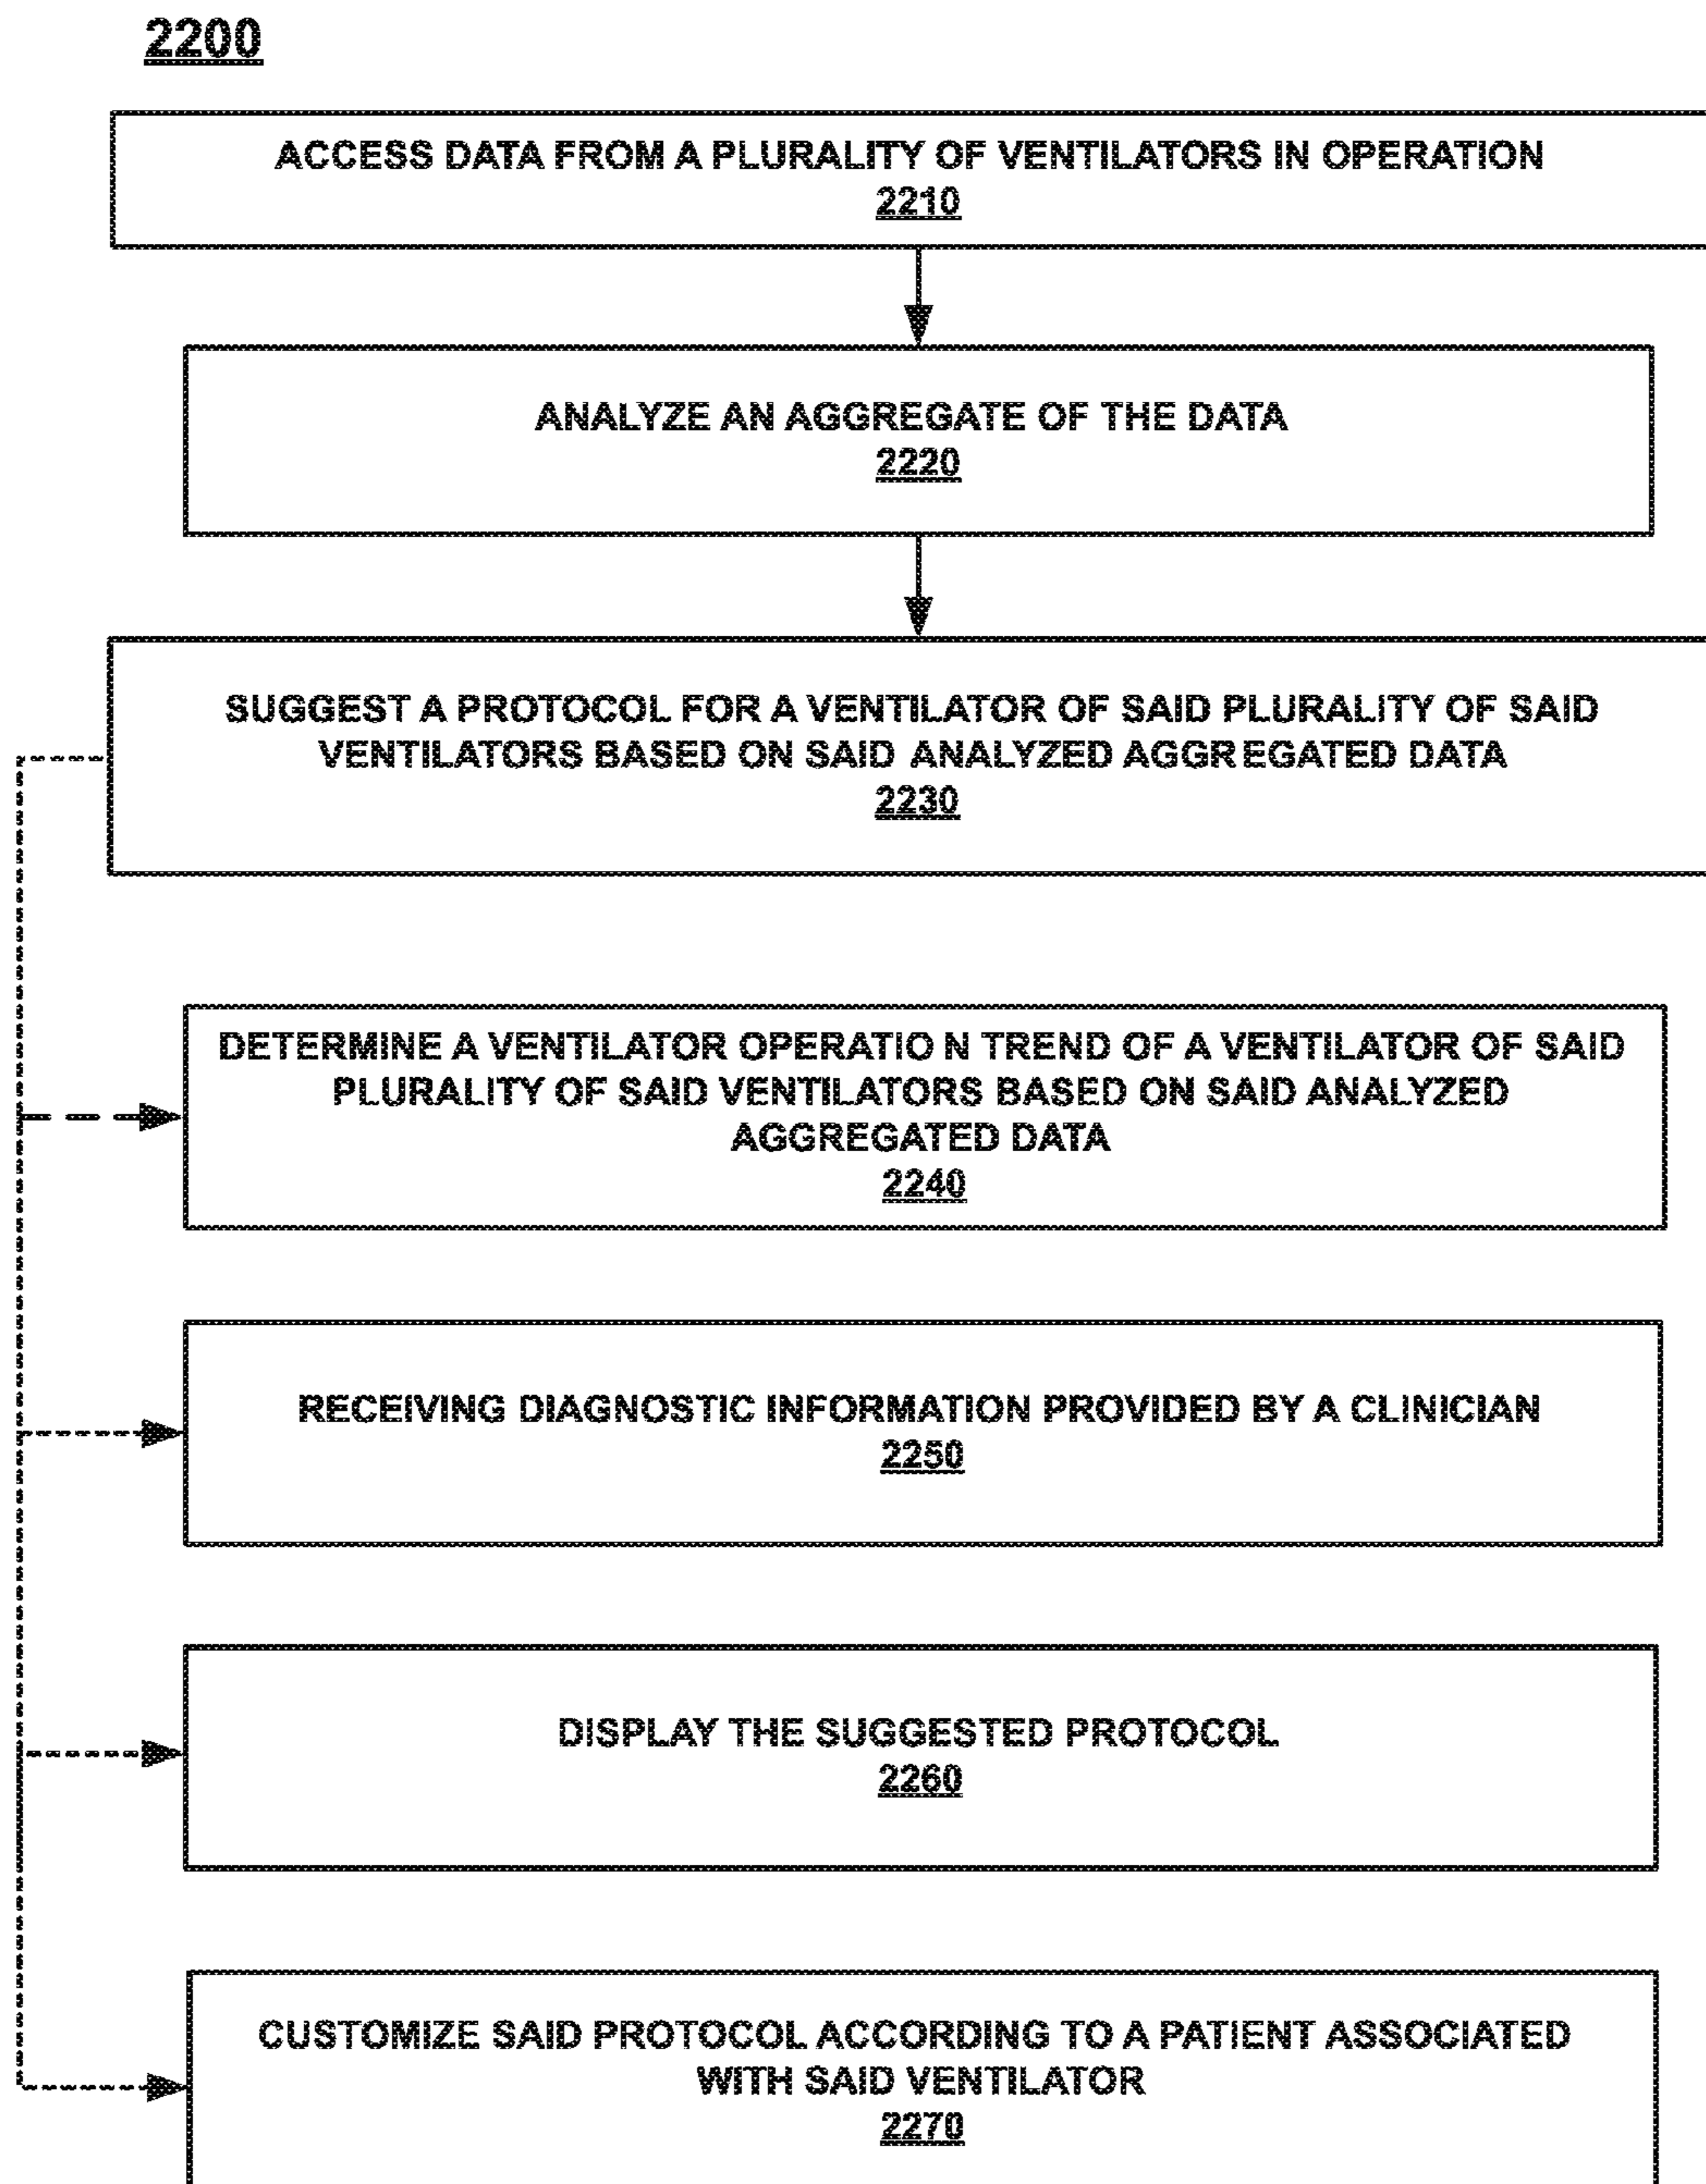 2200
ACCESS DATA FROM A PLURALITY OF VENTILATORS IN OPERATION
2210
ANALYZE AN AGGREGATE OF THE DATA
2220
SUGGEST A PROTOCOL FOR A VENTILATOR OF SAID PLURALITY OF SAID
VENTILATORS BASED ON SAID ANALYZED AGGREGATED DATA
2230
DETERMINE A VENTILATOR OPERATIO N TREND OF A VENTILATOR OF SAID
PLURALITY OF SAID VENTILATORS BASED ON SAID ANALYZED
AGGREGATED DATA
2240
RECEIVING DIAGNOSTIC INFORMATION PROVIDED BY A CLINICIAN
2250
DISPLAY THE SUGGESTED PROTOCOL
2260
CUSTOMIZE SAID PROTOCOL ACCORDING TO A PATIENT ASSOCIATED
WITH SAID VENTILATOR
2270